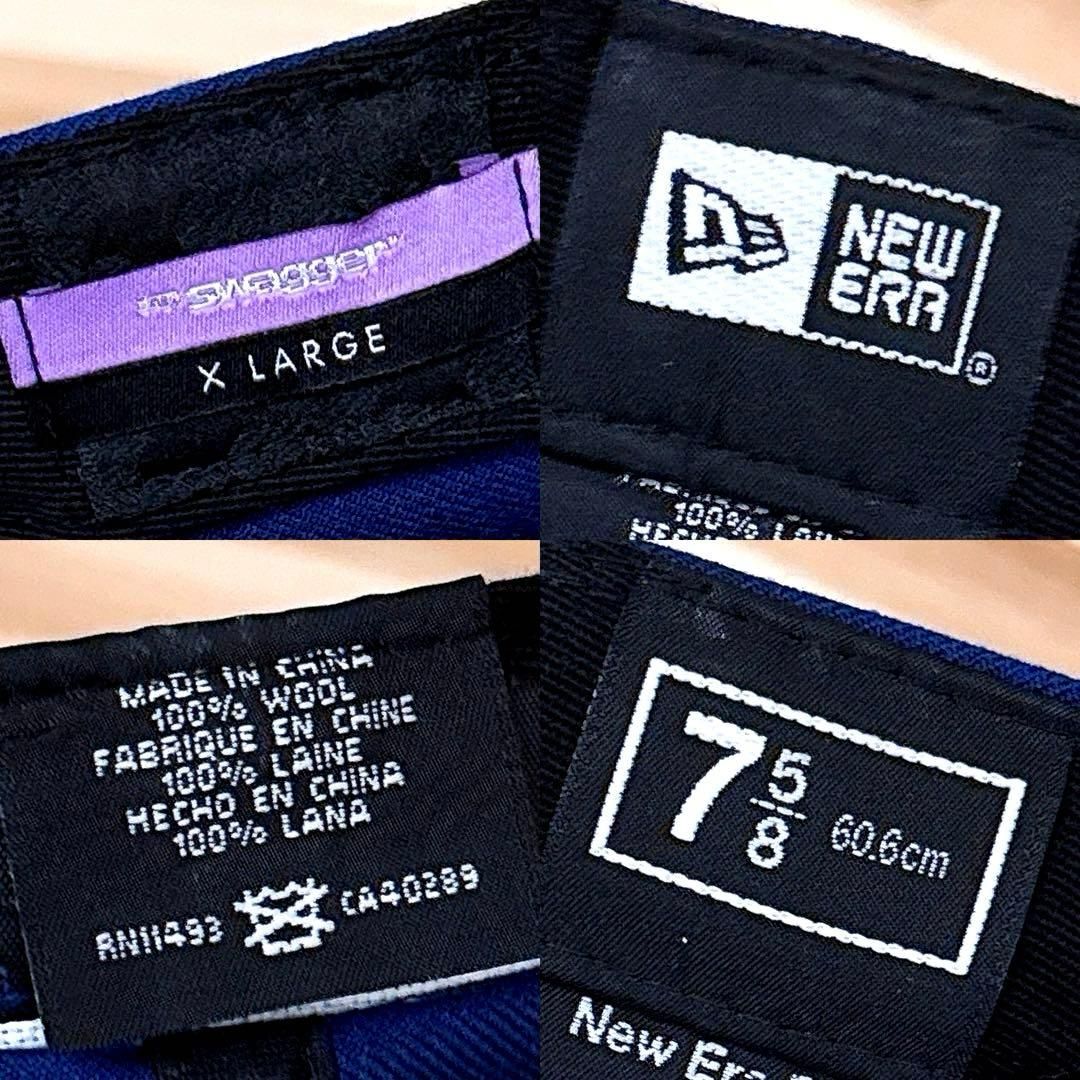 swagger
X LARGE
NEW
ERA
®
100%
MADE IN CHINA
100% WOOL
FABRIQUE EN CHINE
100% LAINE
HECHO EN CHINA
100% LANA
RN11493 CA40289
7 5/8 60.6cm
New Era